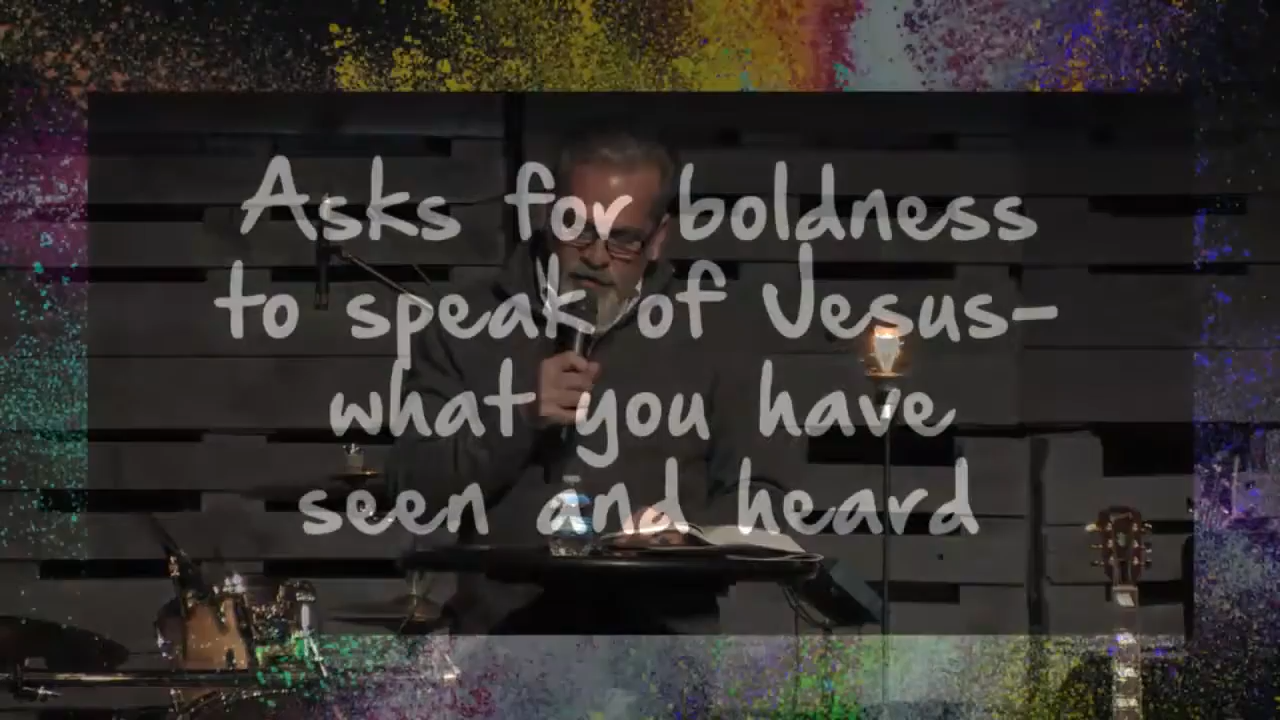 Asks for boldness
to speak of Jesus-
what you have
seen and heard